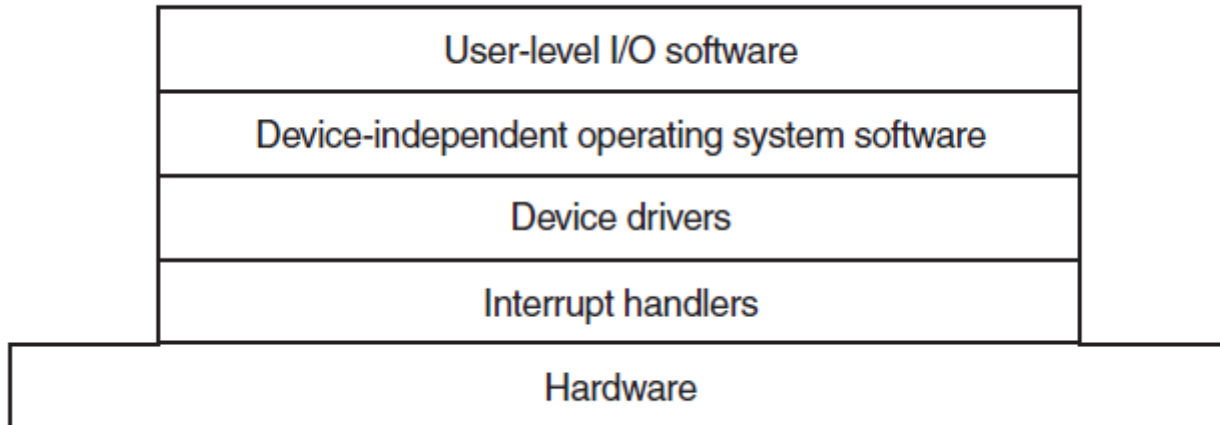 User-level I/O software
Device-independent operating system software
Device drivers
Interrupt handlers
Hardware